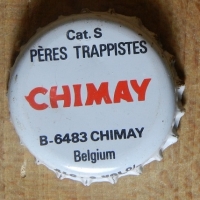 Cat. S
PÈRES TRAPPISTES
CHIMAY
B-6483 CHIMAY
Belgium